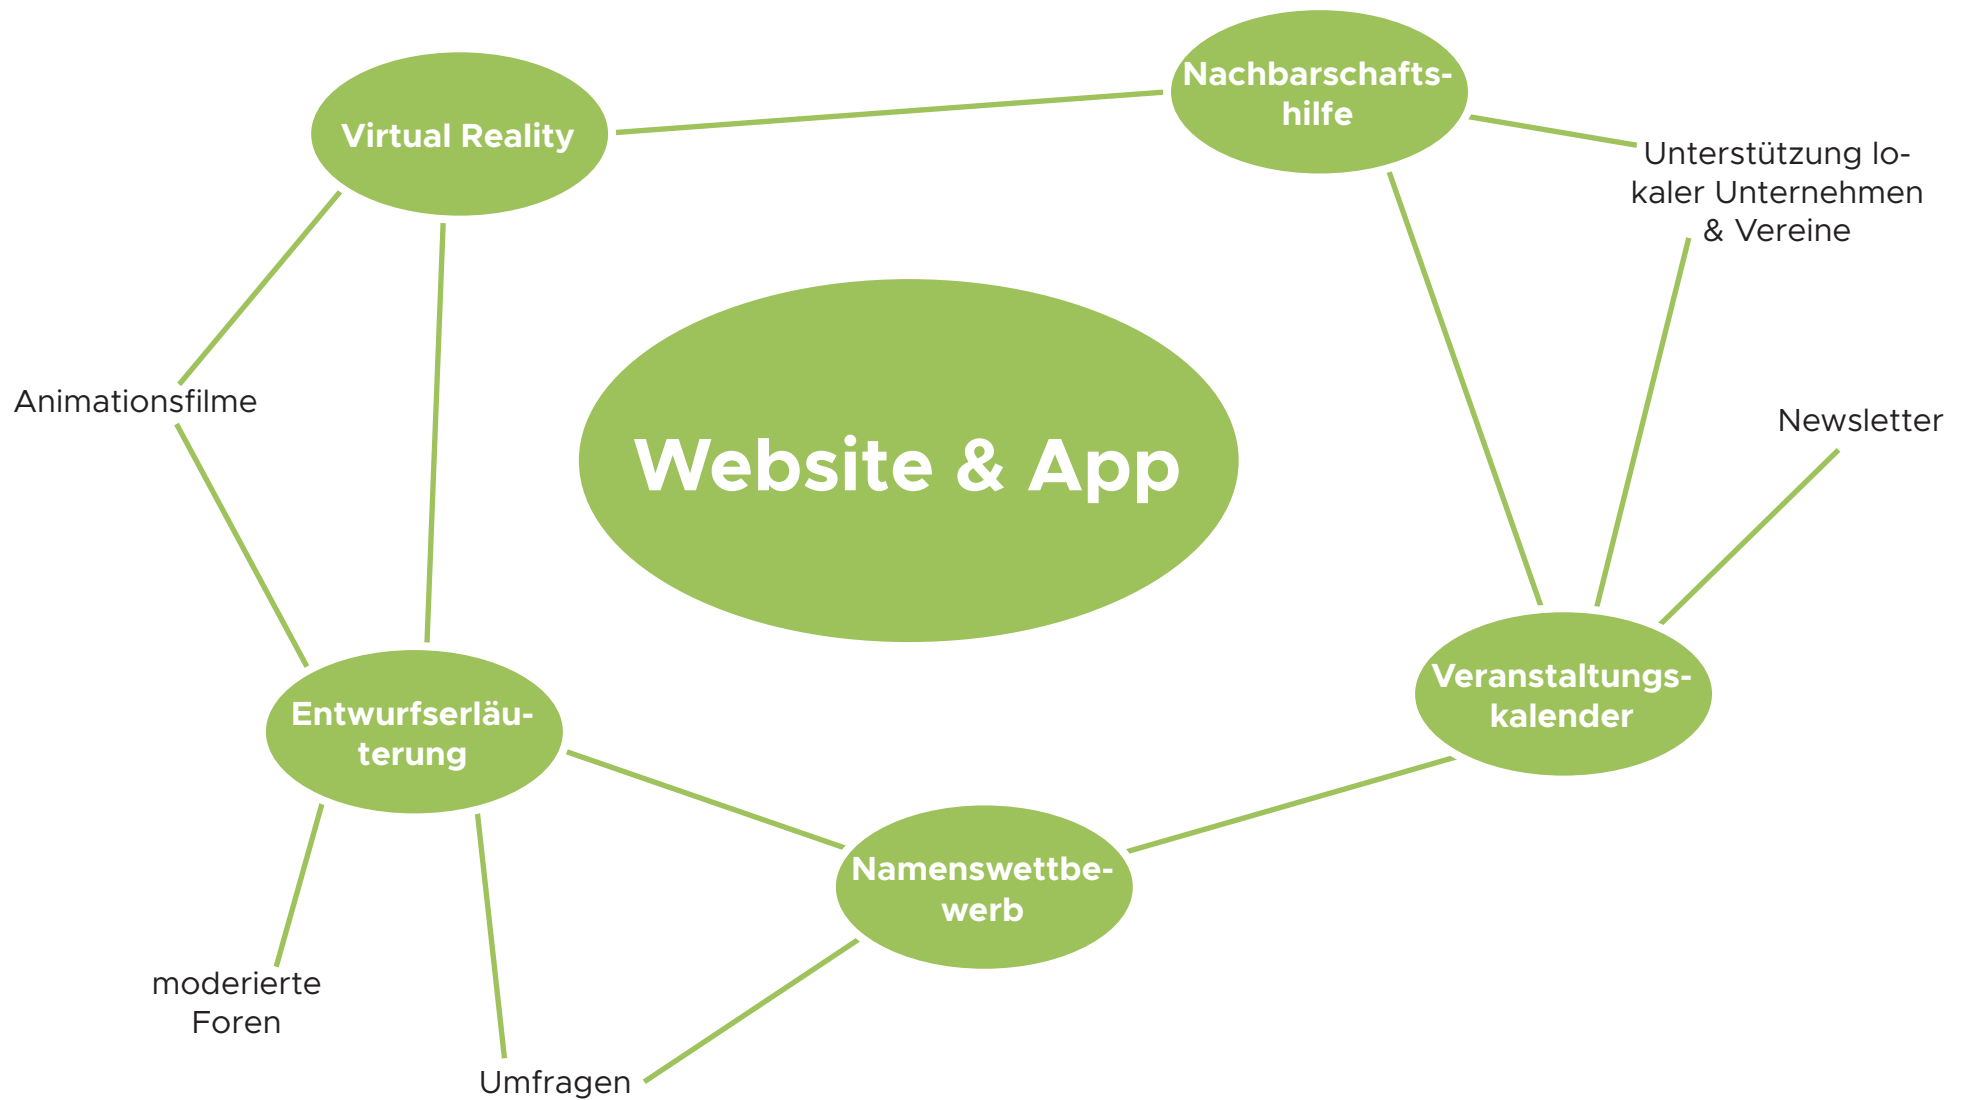 Virtual Reality
Nachbarschafts-
hilfe
Unterstützung lo-
kaler Unternehmen
& Vereine
Animationsfilme
Website & App
Newsletter
Entwurfserläu-
terung
Veranstaltungs-
kalender
Namenswettbe-
werb
moderierte
Foren
Umfragen